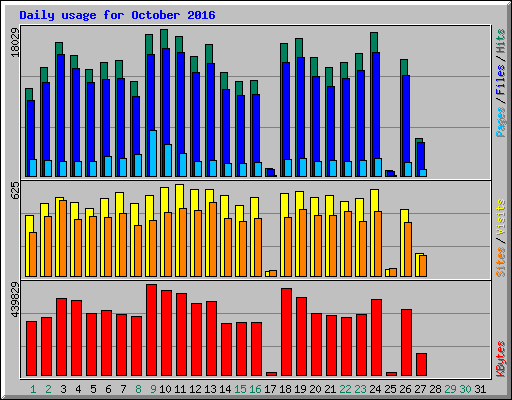 Daily usage for October 2016
18029
Pages / Files / Hits
625
Sites / Visits
439829
KBytes
1 2 3 4 5 6 7 8 9 10 11 12 13 14 15 16 17 18 19 20 21 22 23 24 25 26 27 28 29 30 31